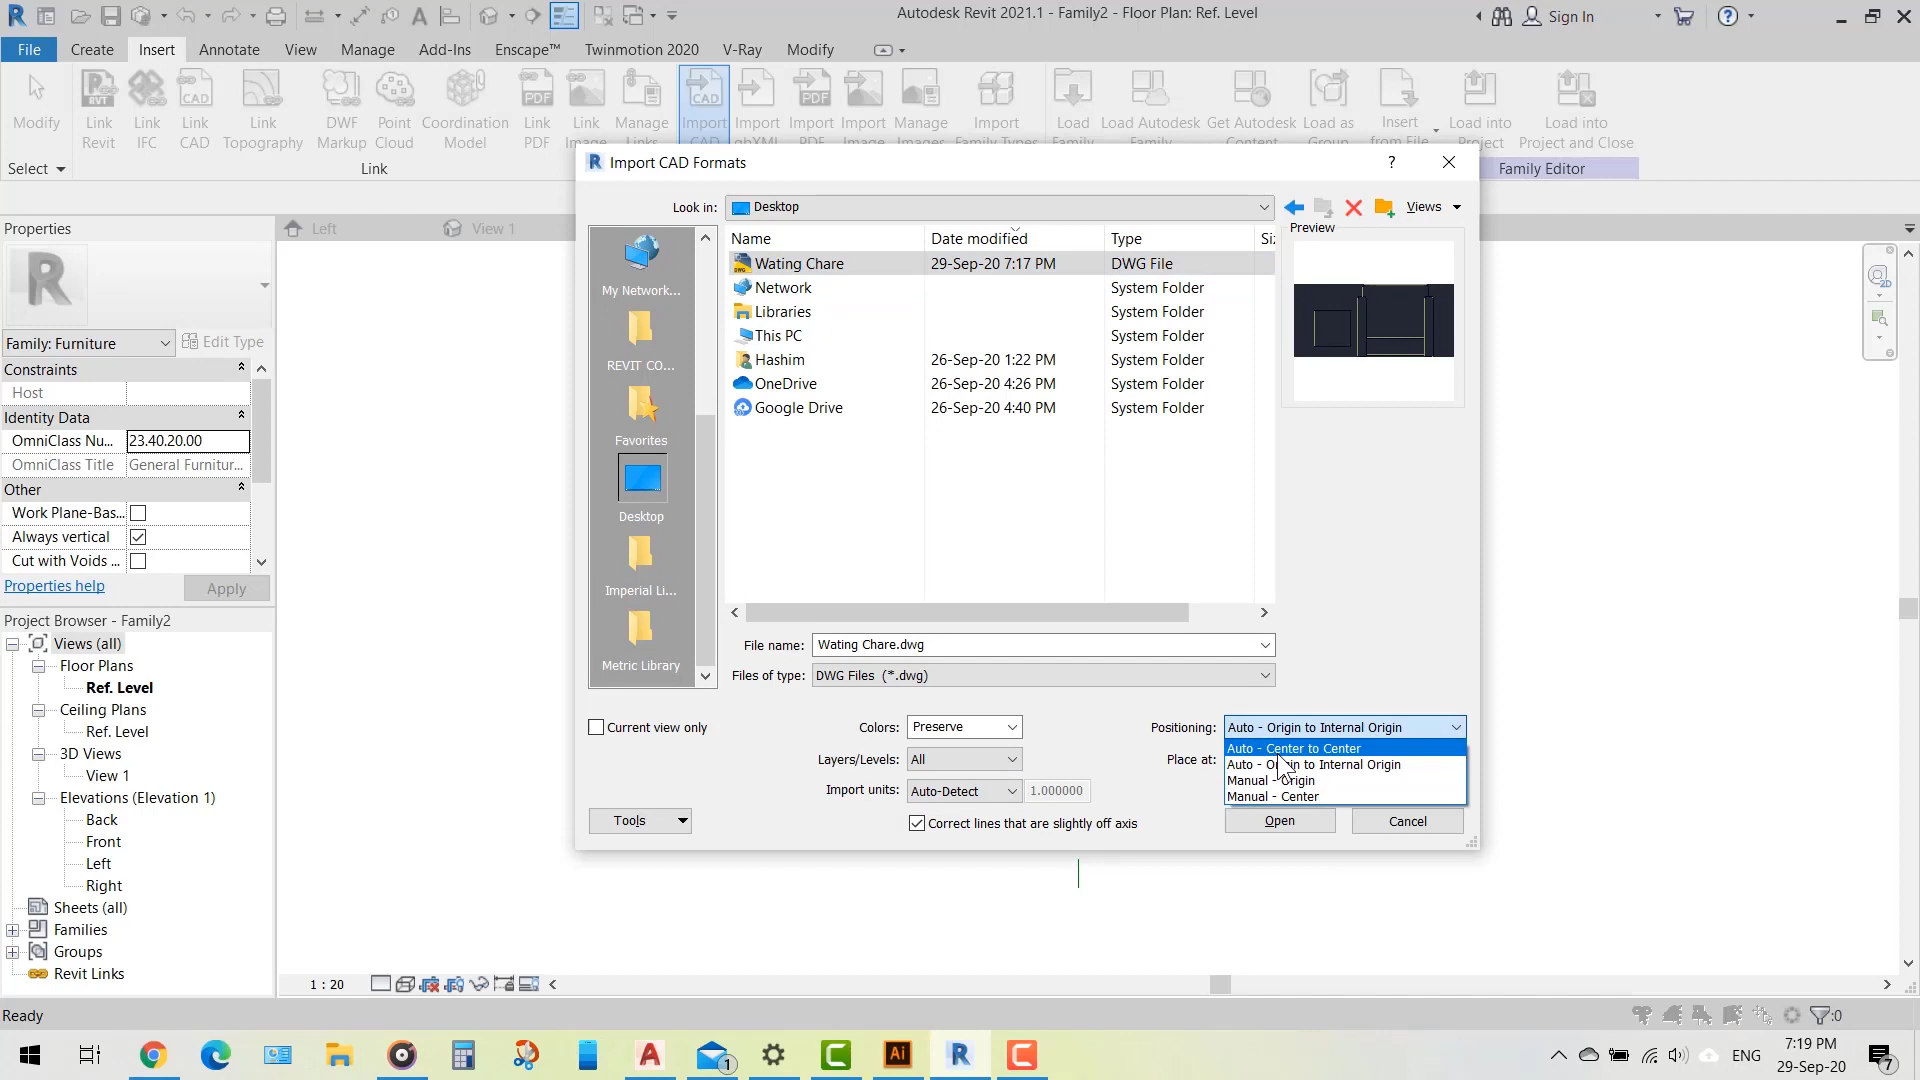 Autodesk Revit 2021.1 - Family2 - Floor Plan: Ref. Level
Sign In
File Create Insert Annotate View Manage Add-Ins Enscape™ Twinmotion 2020 V-Ray Modify
Modify
Link Revit
Link IFC
Link CAD
Link Topography
DWF Markup
Point Cloud
Coordination Model
Link PDF
Link Image
Manage Links
Import CAD
Import gbXML
Import PDF
Import Image
Manage Images
Import Family Types
Load Family
Load Autodesk Family
Get Autodesk Content
Load as Group
Insert from File
Load into Project
Load into Project and Close
Select
Link
Family Editor
Properties
Left
View 1
R
Family: Furniture
Edit Type
Constraints
Host
Identity Data
OmniClass Nu... 23.40.20.00
OmniClass Title General Furnitur...
Other
Work Plane-Bas...
Always vertical
Cut with Voids ...
Properties help
Apply
Project Browser - Family2
Views (all)
Floor Plans
Ref. Level
Ceiling Plans
Ref. Level
3D Views
View 1
Elevations (Elevation 1)
Back
Front
Left
Right
Sheets (all)
Families
Groups
Revit Links
Import CAD Formats
?
Look in: Desktop
Views
My Network...
REVIT CO...
Favorites
Desktop
Imperial Li...
Metric Library
Name Date modified Type Si
Wating Chare 29-Sep-20 7:17 PM DWG File
Network System Folder
Libraries System Folder
This PC System Folder
Hashim 26-Sep-20 1:22 PM System Folder
OneDrive 26-Sep-20 4:26 PM System Folder
Google Drive 26-Sep-20 4:40 PM System Folder
Preview
File name: Wating Chare.dwg
Files of type: DWG Files (*.dwg)
Current view only
Colors: Preserve
Layers/Levels: All
Import units: Auto-Detect 1.000000
Correct lines that are slightly off axis
Positioning: Auto - Origin to Internal Origin
Auto - Center to Center
Auto - Origin to Internal Origin
Manual - Origin
Manual - Center
Place at:
Tools
Open
Cancel
2D
1 : 20
Ready
:0
ENG
7:19 PM
29-Sep-20
1
7